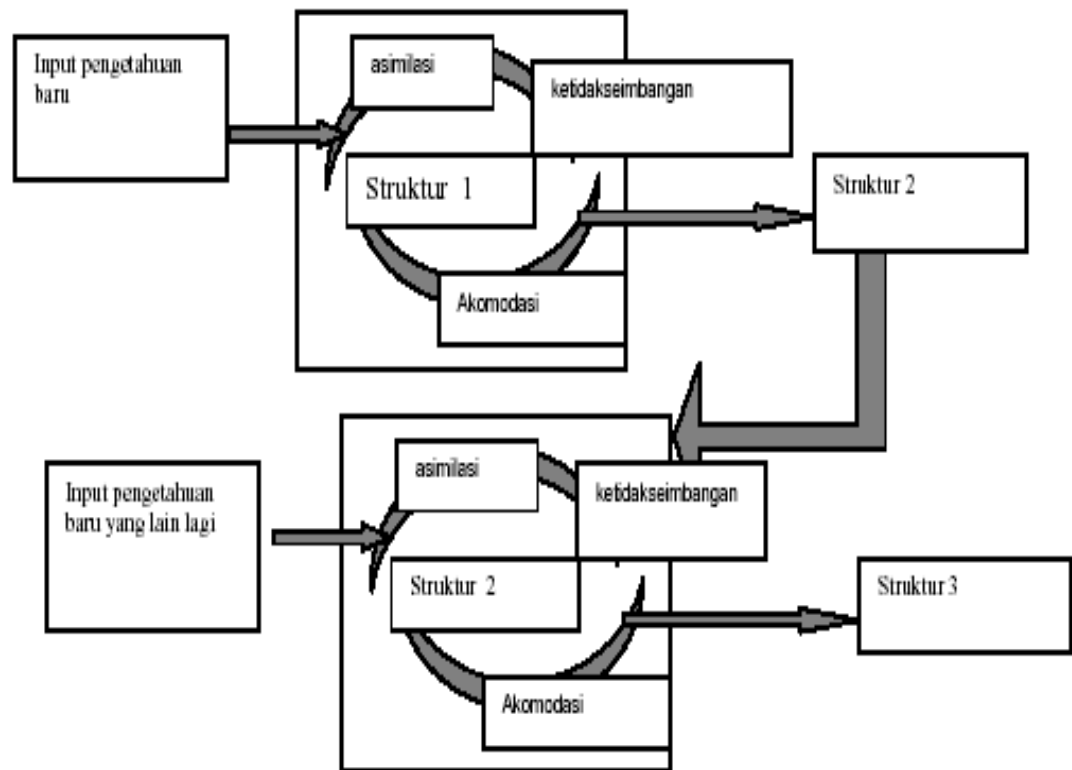 Input pengetahuan
baru
asimilasi
ketidakseimbangan
Struktur 1
Struktur 2
Akomodasi
Input pengetahuan
baru yang lain lagi
asimilasi
ketidakseimbangan
Struktur 2
Struktur 3
Akomodasi